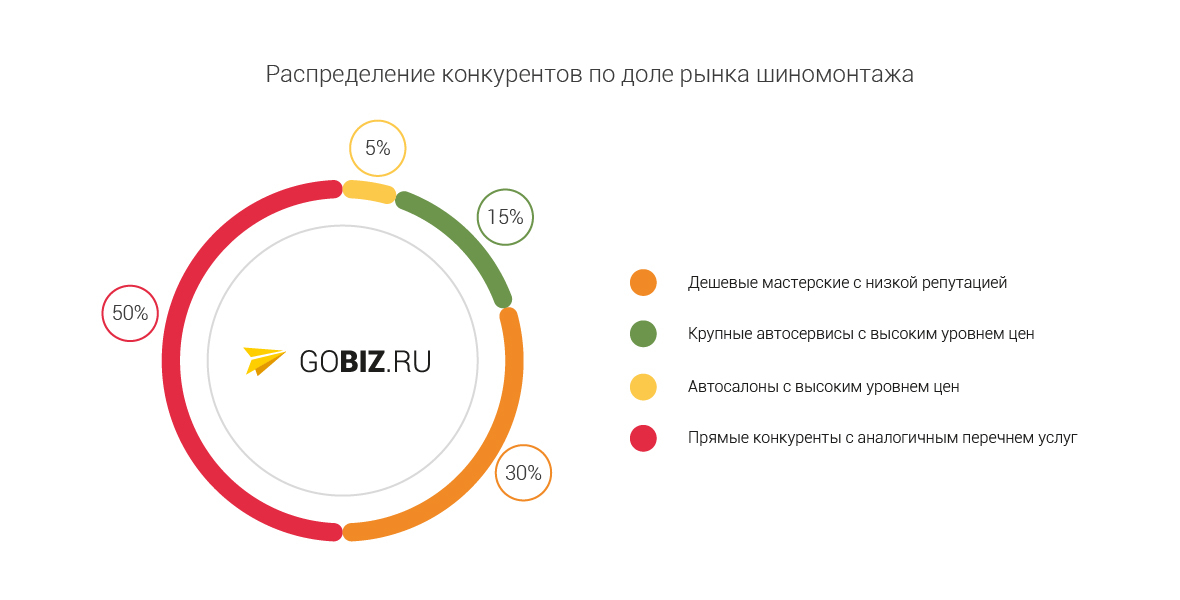 Распределение конкурентов по доле рынка шиномонтажа
5%
15%
50%
30%
GOBIZ.RU
Дешевые мастерские с низкой репутацией
Крупные автосервисы с высоким уровнем цен
Автосалоны с высоким уровнем цен
Прямые конкуренты с аналогичным перечнем услуг